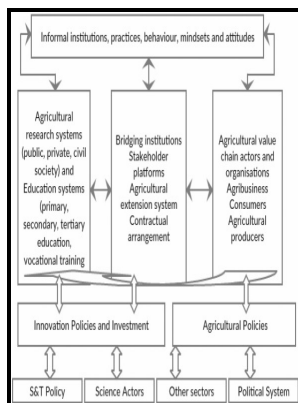 Informal institutions, practices, behaviour, mindsets and attitudes
Agricultural
research systems
(public, private, civil
society) and
Education systems
(primary,
secondary, tertiary
education,
vocational training
Bridging institutions
Stakeholder
platforms
Agricultural
extension system
Contractual
arrangement
Agricultural value
chain actors and
organisations
Agribusiness
Consumers
Agricultural
producers
Innovation Policies and Investment
Agricultural Policies
S&T Policy
Science Actors
Other sectors
Political System